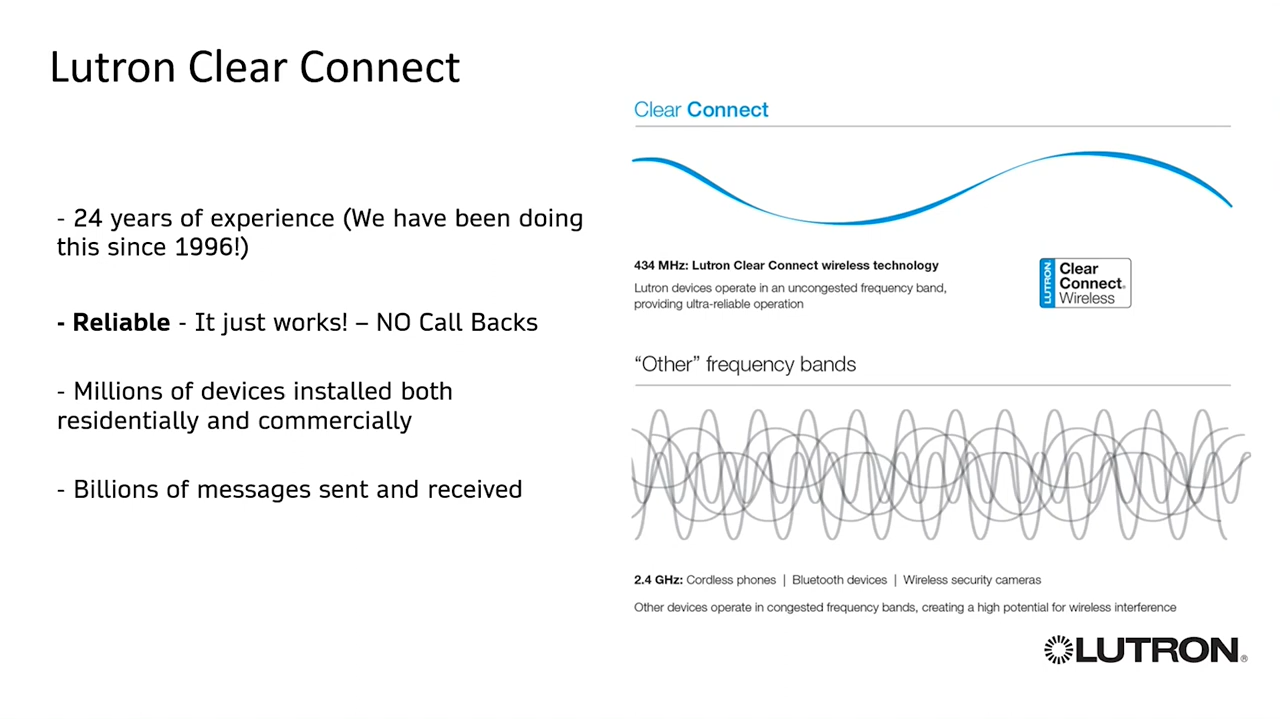 Lutron Clear Connect
- 24 years of experience (We have been doing
this since 1996!)
- Reliable - It just works! – NO Call Backs
- Millions of devices installed both
residentially and commercially
- Billions of messages sent and received
Clear Connect
434 MHz: Lutron Clear Connect wireless technology
Lutron devices operate in an uncongested frequency band,
providing ultra-reliable operation
LUTRON
Clear
Connect®
Wireless
“Other” frequency bands
2.4 GHz: Cordless phones | Bluetooth devices | Wireless security cameras
Other devices operate in congested frequency bands, creating a high potential for wireless interference
LUTRON®